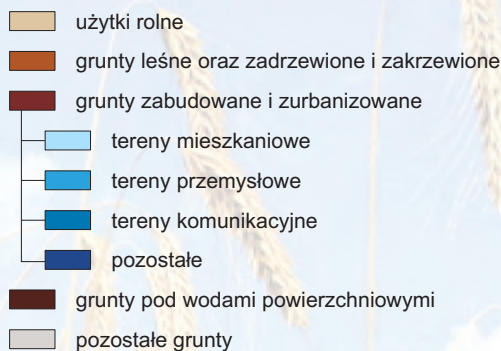 użytki rolne
grunty leśne oraz zadrzewione i zakrzewione
grunty zabudowane i zurbanizowane
tereny mieszkaniowe
tereny przemysłowe
tereny komunikacyjne
pozostałe
grunty pod wodami powierzchniowymi
pozostałe grunty